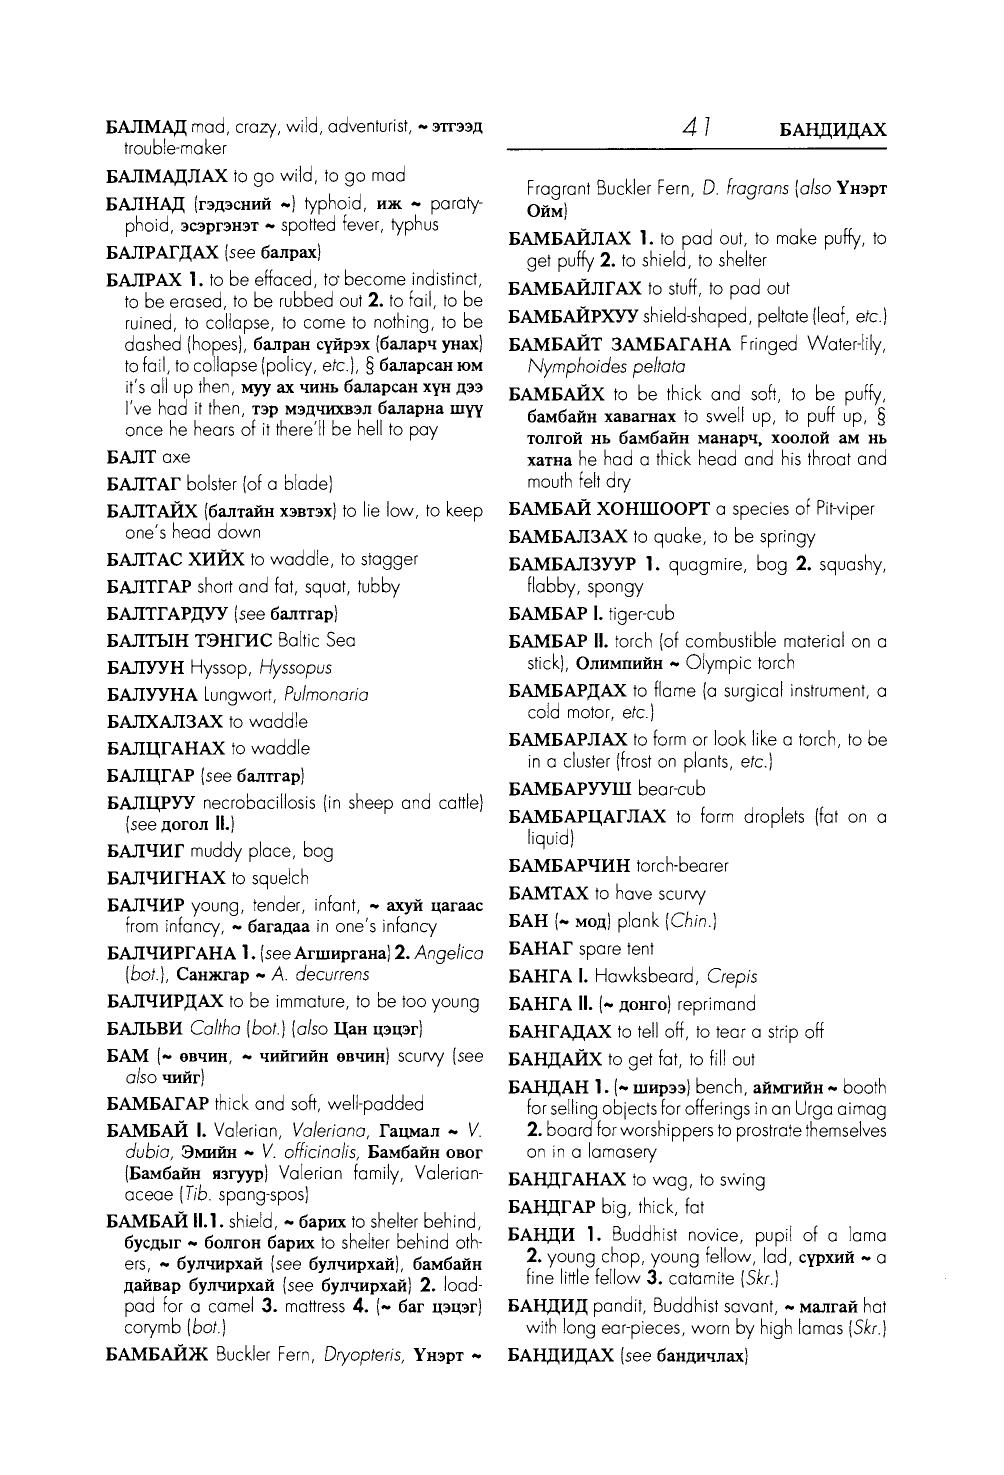 БАЛМАД mad, crazy, wild, adventurist, ~ этгээд
trouble-maker
БАЛМАДЛАХ to go wild, to go mad
БАЛНАД (гэдэсний ~) typhoid, иж ~ paraty-
phoid, эсэргэнэт ~ spotted fever, typhus
БАЛРАГДАХ (see балрах)
БАЛРАХ 1. to be effaced, to become indistinct,
to be erased, to be rubbed out 2. to fail, to be
ruined, to collapse, to come to nothing, to be
dashed (hopes), балран сүйрэх (баларч унах)
to fail, to collapse (policy, etc.), § баларсан юм
it's all up then, муу ах чинь баларсан хүн дээ
I've had it then, тэр мэдчихвэл баларна шүү
once he hears of it there'll be hell to pay
БАЛТ axe
БАЛТАГ bolster (of a blade)
БАЛТАЙХ (балтайн хэвтэх) to lie low, to keep
one's head down
БАЛТАС ХИЙХ to waddle, to stagger
БАЛТГАР short and fat, squat, tubby
БАЛТГАРДУУ (see балтгар)
БАЛТЫН ТЭНГИС Baltic Sea
БАЛУУН Hyssop, Hyssopus
БАЛУУНА Lungwort, Pulmonaria
БАЛХАЛЗАХ to waddle
БАЛЦГАНАХ to waddle
БАЛЦГАР (see балтгар)
БАЛЦРУУ necrobacillosis (in sheep and cattle)
(see догол II.)
БАЛЧИГ muddy place, bog
БАЛЧИГНАХ to squelch
БАЛЧИР young, tender, infant, ~ ахуй цагаас
from infancy, ~ багадаа in one's infancy
БАЛЧИРГАНА 1. (see Агширгана) 2. Angelica
(bot.), Санжгар ~ A. decurrens
БАЛЧИРДАХ to be immature, to be too young
БАЛЬВИ Caltha (bot.) (also Цан цэцэг)
БАМ (~ өвчин, ~ чийгийн өвчин) scurvy (see
also чийг)
БАМБАГАР thick and soft, well-padded
БАМБАЙ I. Valerian, Valeriana, Гацмал ~ V.
dubia, Эмийн ~ V. officinalis, Бамбайн овог
(Бамбайн язгуур) Valerian family, Valerian-
aceae (Tib. spang-spos)
БАМБАЙ II.1. shield, ~ барих to shelter behind,
бусдыг ~ болгон барих to shelter behind oth-
ers, ~ булчирхай (see булчирхай), бамбайн
дайвар булчирхай (see булчирхай) 2. load-
pad for a camel 3. mattress 4. (~ баг цэцэг)
corymb (bot.)
БАМБАЙЖ Buckler Fern, Dryopteris, Үнэрт ~
41 БАНДИДАХ
Fragrant Buckler Fern, D. fragrans (also Үнэрт
Ойм)
БАМБАЙЛАХ 1. to pad out, to make puffy, to
get puffy 2. to shield, to shelter
БАМБАЙЛГАХ to stuff, to pad out
БАМБАЙРХУУ shield-shaped, peltate (leaf, etc.)
БАМБАЙТ ЗАМБАГАНА Fringed Water-lily,
Nymphoides peltata
БАМБАЙХ to be thick and soft, to be puffy,
бамбайн хавагнах to swell up, to puff up, §
толгой нь бамбайн манарч, хоолой ам нь
хатна he had a thick head and his throat and
mouth felt dry
БАМБАЙ ХОНШООРТ a species of Pit-viper
БАМБАЛЗАХ to quake, to be springy
БАМБАЛЗУУР 1. quagmire, bog 2. squashy,
flabby, spongy
БАМБАР I. tiger-cub
БАМБАР II. torch (of combustible material on a
stick), Олимпийн ~ Olympic torch
БАМБАРДАХ to flame (a surgical instrument, a
cold motor, etc.)
БАМБАРЛАХ to form or look like a torch, to be
in a cluster (frost on plants, etc.)
БАМБАРУУШ bear-cub
БАМБАРЦАГЛАХ to form droplets (fat on a
liquid)
БАМБАРЧИН torch-bearer
БАМТАХ to have scurvy
БАН (~ мод) plank (Chin.)
БАНАГ spare tent
БАНГА I. Hawksbeard, Crepis
БАНГА II. (~ донго) reprimand
БАНГАДАХ to tell off, to tear a strip off
БАНДАЙХ to get fat, to fill out
БАНДАН 1. (~ ширээ) bench, аймгийн ~ booth
for selling objects for offerings in an Urga aimag
2. board for worshippers to prostrate themselves
on in a lamasery
БАНДГАНАХ to wag, to swing
БАНДГАР big, thick, fat
БАНДИ 1. Buddhist novice, pupil of a lama
2. young chop, young fellow, lad, сүрхий ~ a
fine little fellow 3. catamite (Skr.)
БАНДИД pandit, Buddhist savant, ~ малгай hat
with long ear-pieces, worn by high lamas (Skr.)
БАНДИДАХ (see бандичлах)